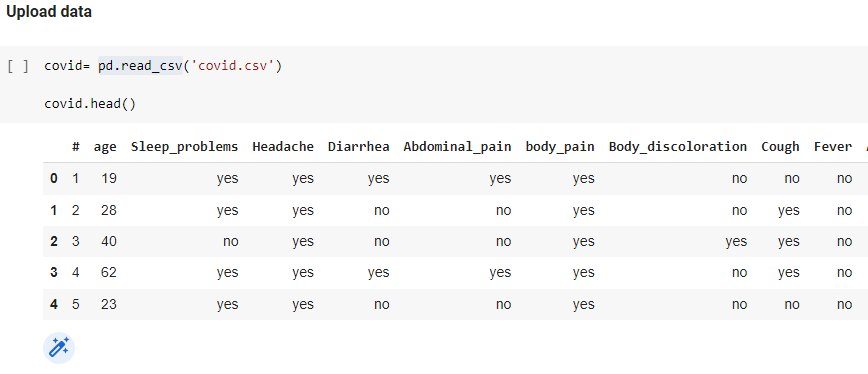 Upload data
[ ] covid= pd.read_csv('covid.csv')
covid.head()
# age Sleep_problems Headache Diarrhea Abdominal_pain body_pain Body_discoloration Cough Fever
0 1 19 yes yes yes yes yes no no no
1 2 28 yes yes no no yes no yes no
2 3 40 no yes no no yes yes yes no
3 4 62 yes yes yes yes yes no yes no
4 5 23 yes yes no no yes no no no